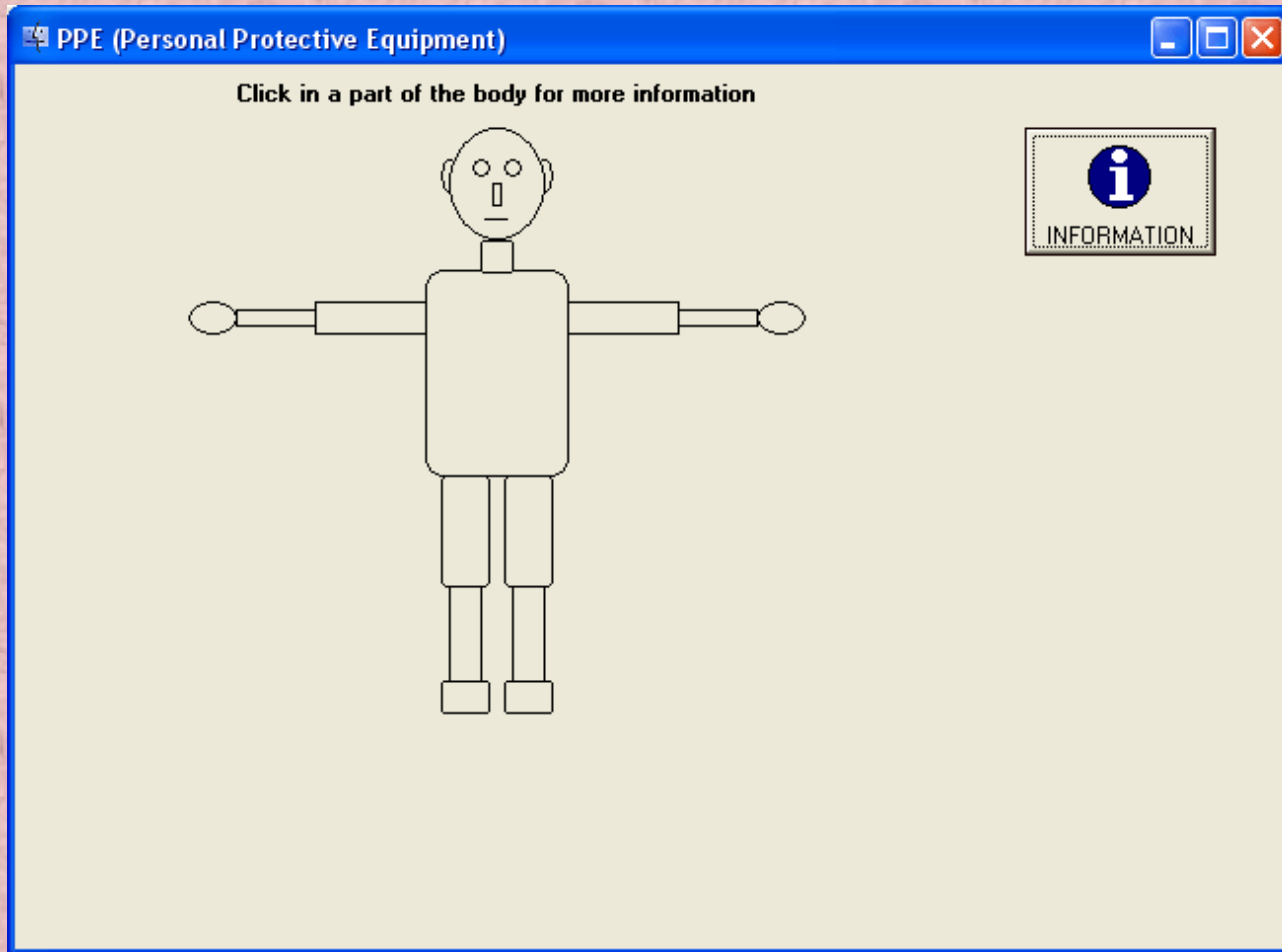 PPE (Personal Protective Equipment)
Click in a part of the body for more information
INFORMATION